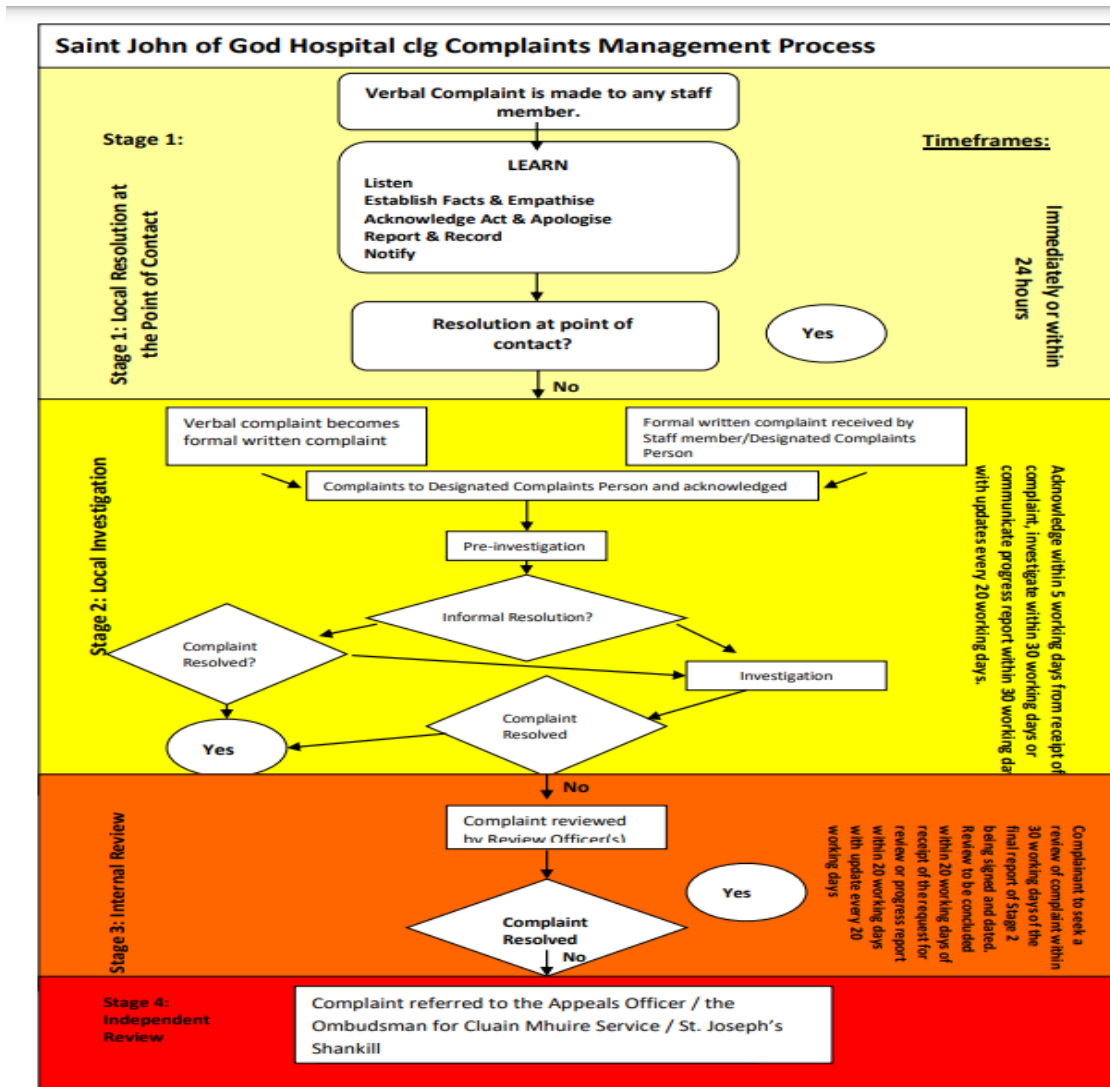 Saint John of God Hospital clg Complaints Management Process
Verbal Complaint is made to any staff
member.
Stage 1:
Timeframes:
LEARN
Listen
Establish Facts & Empathise
Acknowledge Act & Apologise
Report & Record
Notify
Stage 1: Local Resolution at
the Point of Contact
Immediately or within
24 hours
Resolution at point of
contact?
Yes
No
Verbal complaint becomes
formal written complaint
Formal written complaint received by
Staff member/Designated Complaints
Person
Complaints to Designated Complaints Person and acknowledged
Stage 2: Local Investigation
Acknowledge within 5 working days from receipt of
complaint, investigate within 30 working days or
communicate progress report within 30 working da
with updates every 20 working days.
Pre-investigation
Informal Resolution?
Complaint
Resolved?
Investigation
Complaint
Resolved
Yes
No
Stage 3: Internal Review
Complaint reviewed
by Review Officer(s)
Complainant to seek a
review of complaint within
30 working days of the
final report of Stage 2
being signed and dated.
Review to be concluded
within 20 working days of
receipt of the request for
review or progress report
within 20 working days
with update every 20
working days
Yes
Complaint
Resolved
No
Stage 4:
Independent
Review
Complaint referred to the Appeals Officer / the
Ombudsman for Cluain Mhuire Service / St. Joseph's
Shankill